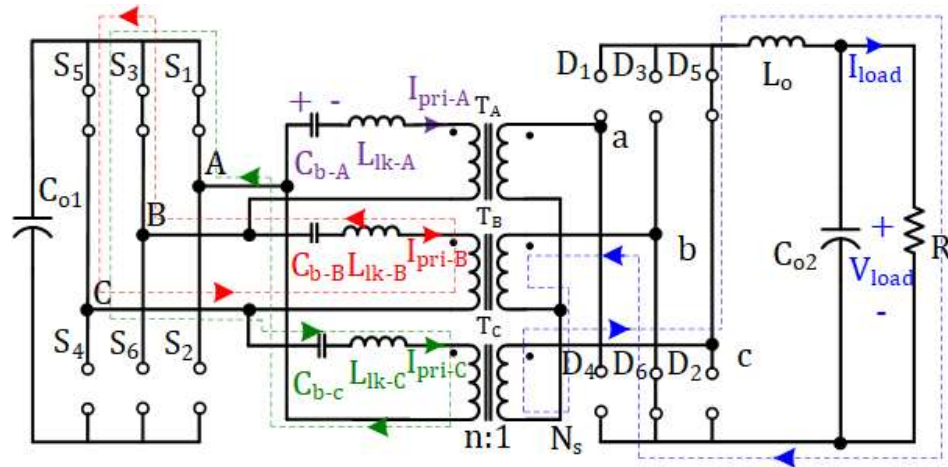 S5 S3 S1
D1 D3 D5
Lo
Iload
+ -
Ipri-A
TA
a
Cb-A Llk-A
A
Co1
B
TB
b
Cb-B Llk-B Ipri-B
Co2
+
Vload
-
R
C
TC
S4 S6 S2
Cb-c Llk-C Ipri-C
D4 D6 D2
c
n:1
Ns